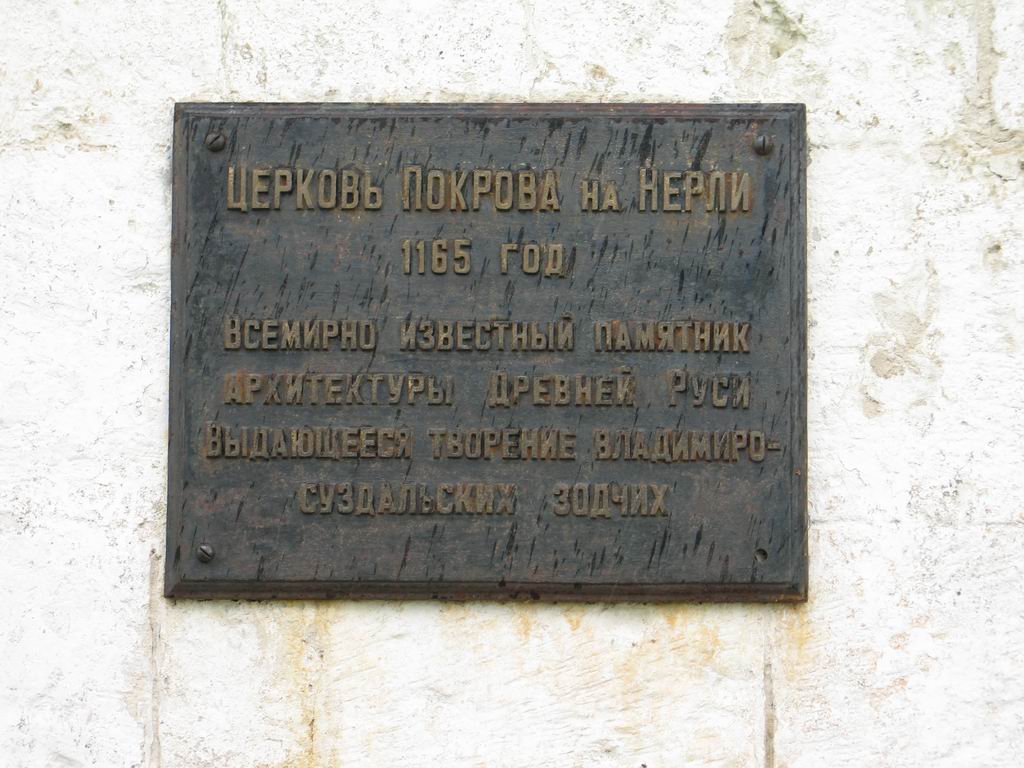 Церковь Покрова на Нерли
1165 год
Всемирно известный памятник
архитектуры Древней Руси
Выдающееся творение владимиро-
суздальских зодчих